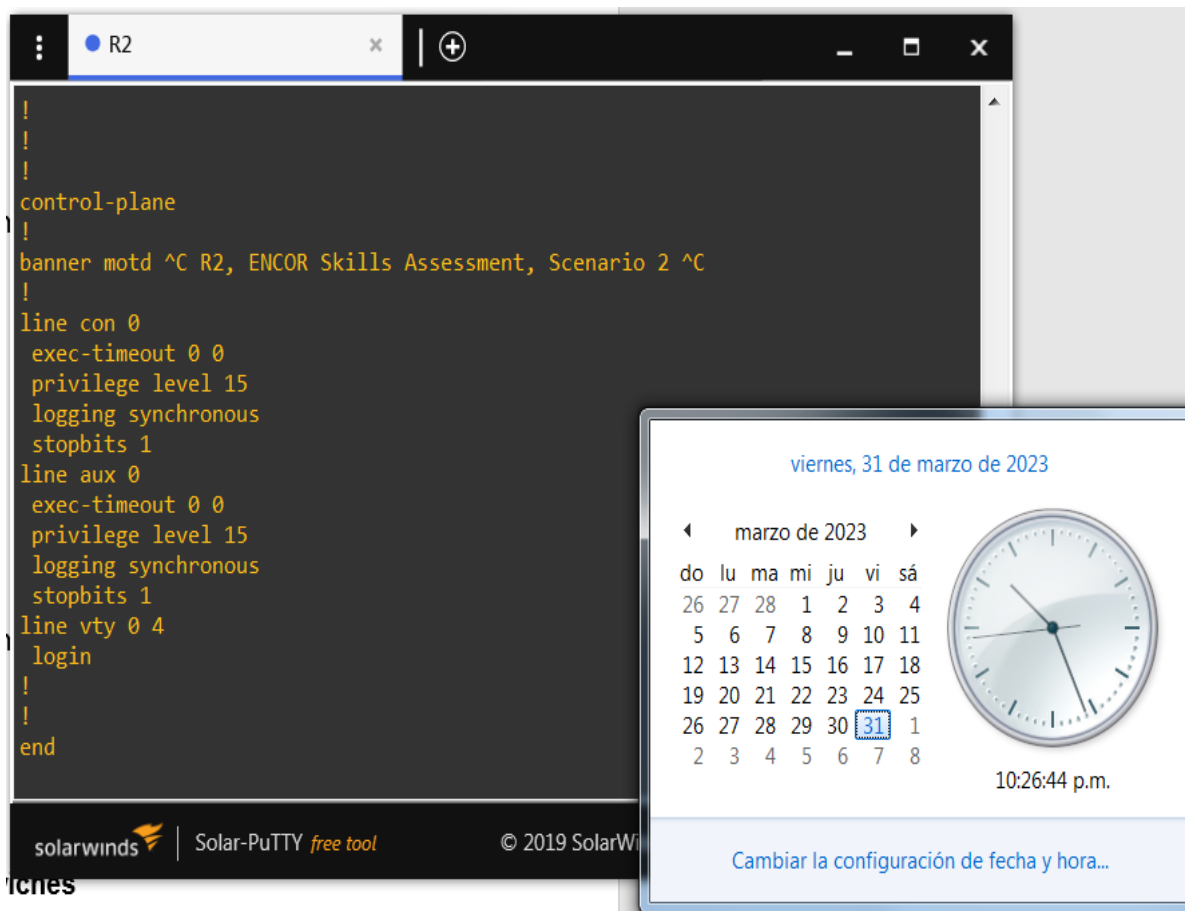 R2
!
!
!
control-plane
!
banner motd ^C R2, ENCOR Skills Assessment, Scenario 2 ^C
!
line con 0
exec-timeout 0 0
privilege level 15
logging synchronous
stopbits 1
line aux 0
exec-timeout 0 0
privilege level 15
logging synchronous
stopbits 1
line vty 0 4
login
!
!
end
solarwinds Solar-PuTTY free tool © 2019 SolarWi
viernes, 31 de marzo de 2023
marzo de 2023
do lu ma mi ju vi sá
26 27 28 1 2 3 4
5 6 7 8 9 10 11
12 13 14 15 16 17 18
19 20 21 22 23 24 25
26 27 28 29 30 31 1
2 3 4 5 6 7 8
10:26:44 p.m.
Cambiar la configuración de fecha y hora...